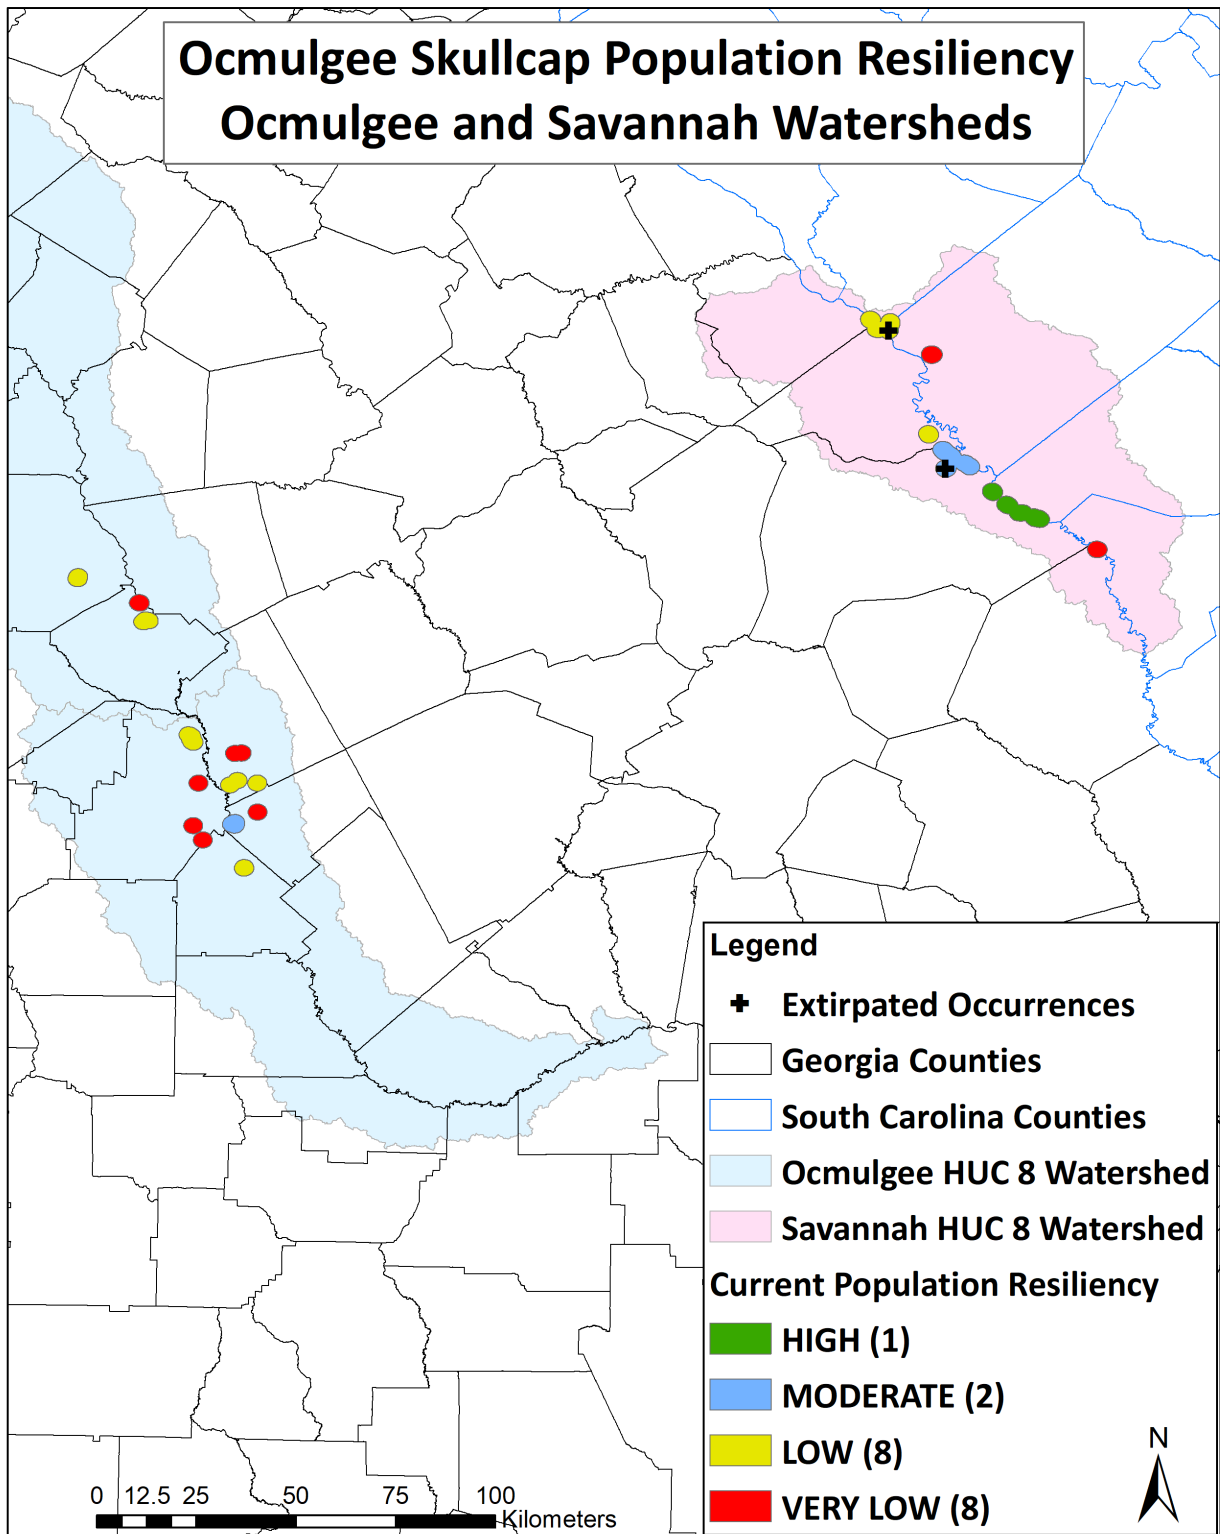 Ocmulgee Skullcap Population Resiliency
Ocmulgee and Savannah Watersheds
Legend
Extirpated Occurrences
Georgia Counties
South Carolina Counties
Ocmulgee HUC 8 Watershed
Savannah HUC 8 Watershed
Current Population Resiliency
HIGH (1)
MODERATE (2)
LOW (8)
VERY LOW (8)
N
0 12.5 25 50 75 100
Kilometers